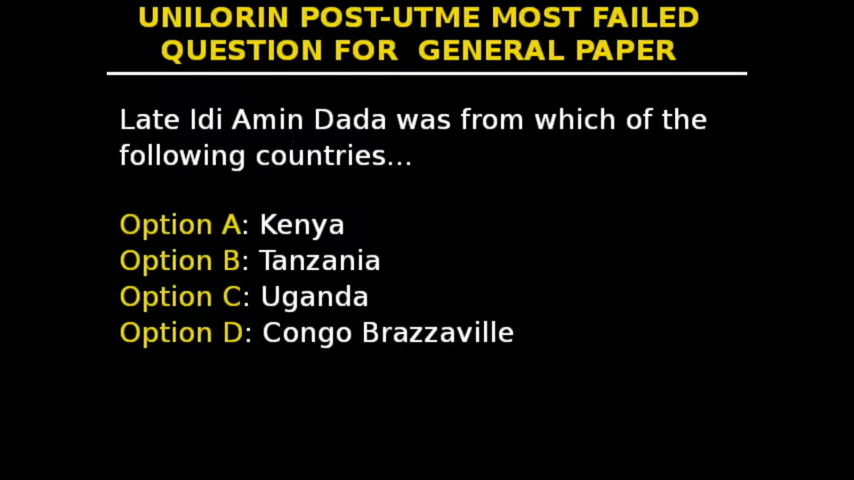 UNILORIN POST-UTME MOST FAILED
QUESTION FOR GENERAL PAPER
Late Idi Amin Dada was from which of the
following countries...
Option A: Kenya
Option B: Tanzania
Option C: Uganda
Option D: Congo Brazzaville